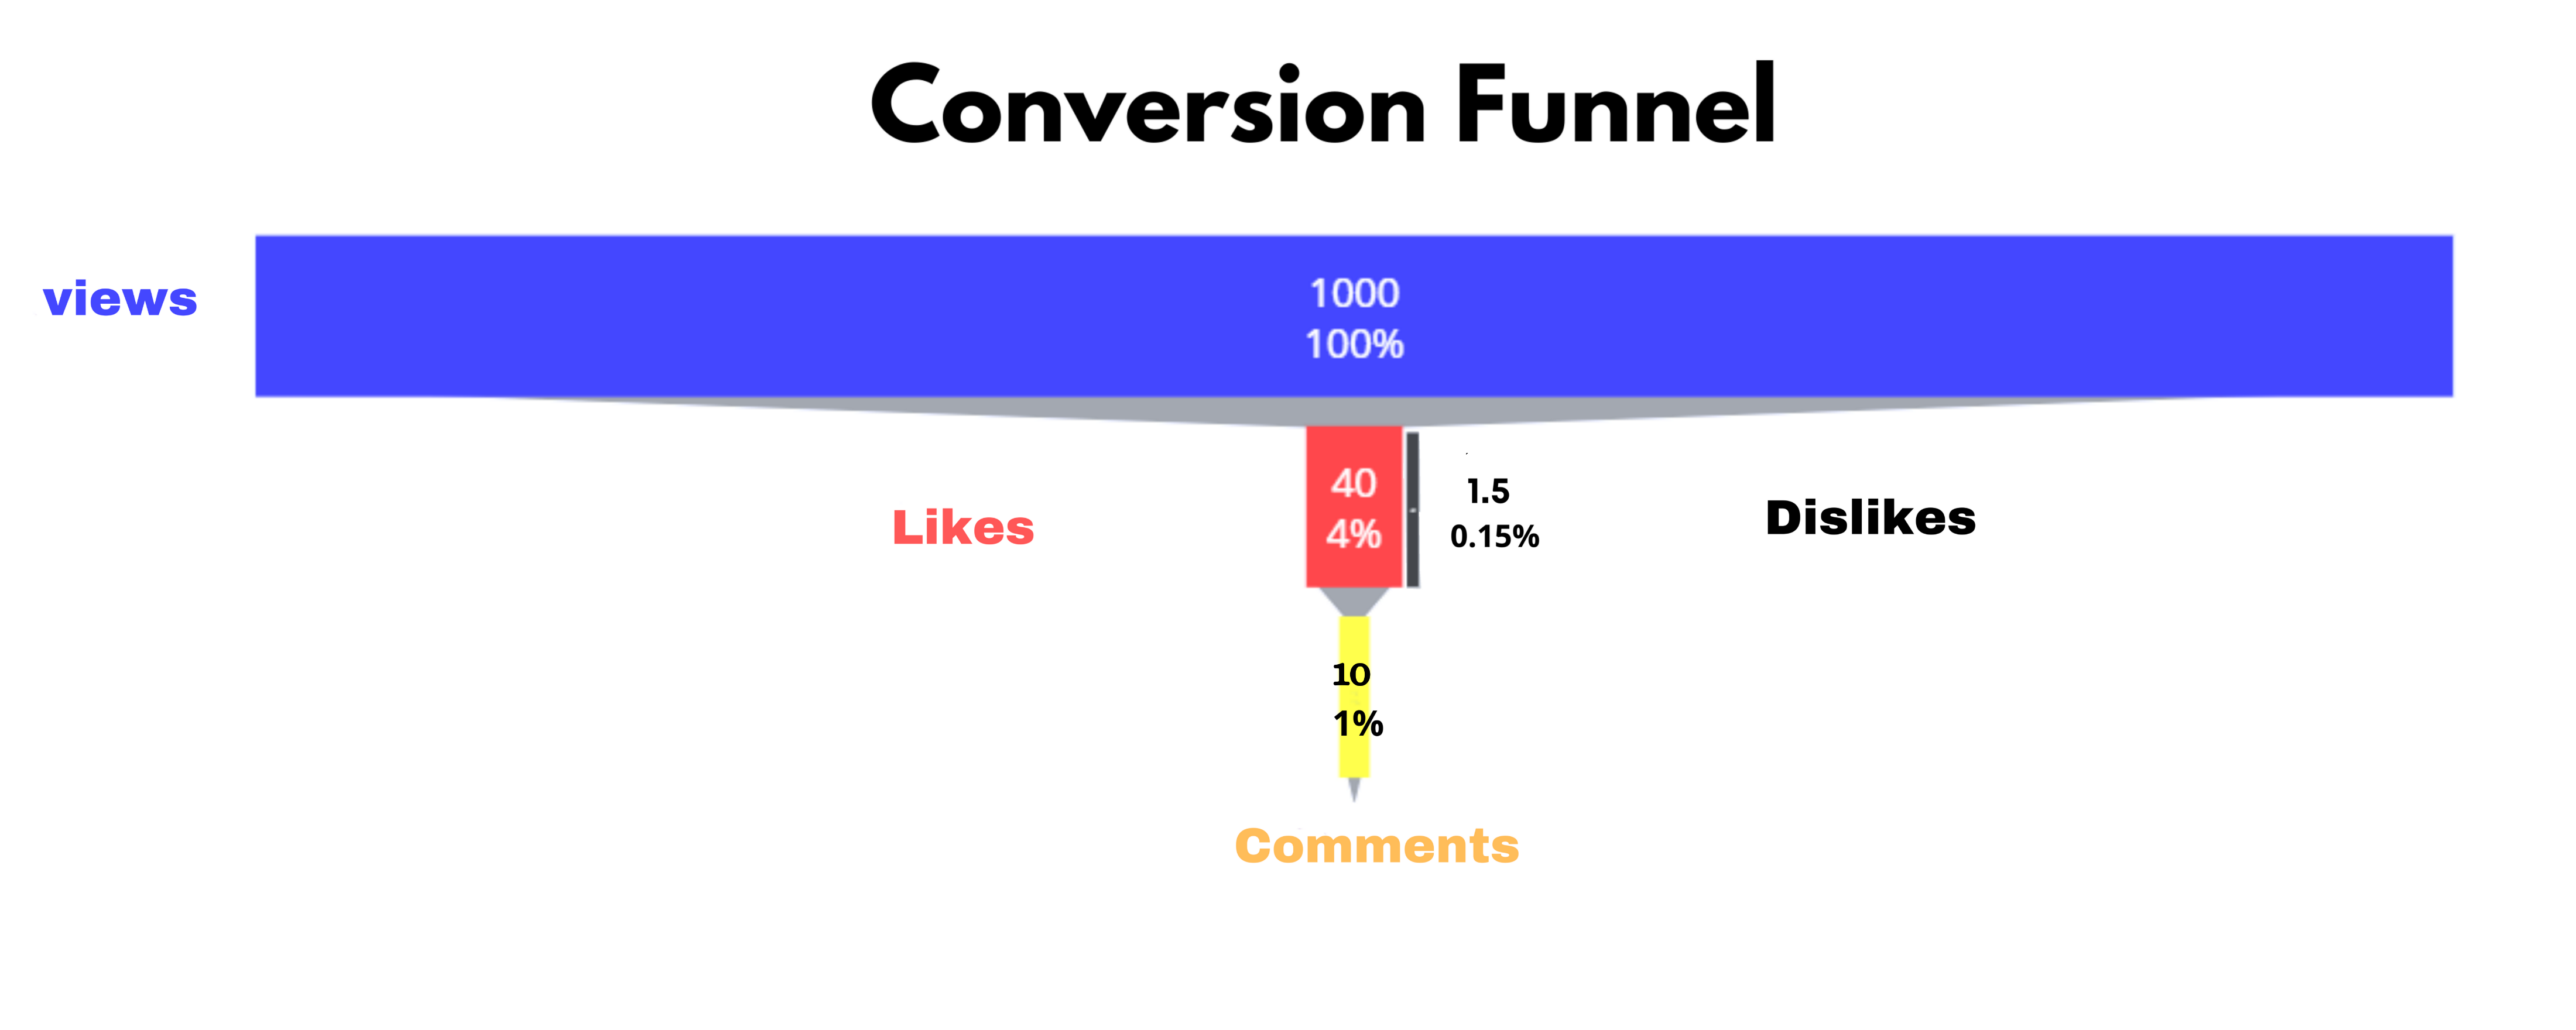 Conversion Funnel
views
1000
100%
Likes
40
4%
1.5
0.15%
Dislikes
10
1%
Comments